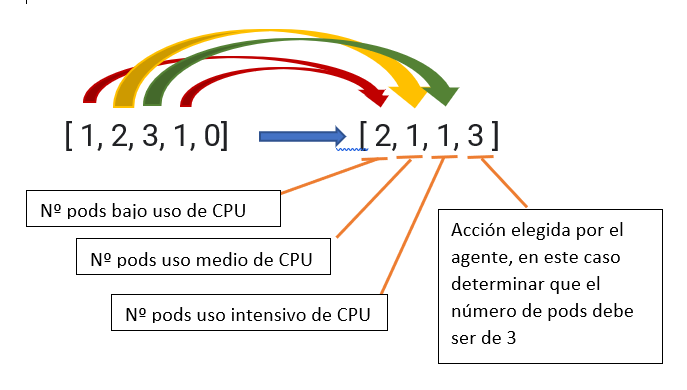 [ 1, 2, 3, 1, 0] [ 2, 1, 1, 3 ]
Nº pods bajo uso de CPU
Nº pods uso medio de CPU
Nº pods uso intensivo de CPU
Acción elegida por el
agente, en este caso
determinar que el
número de pods debe
ser de 3